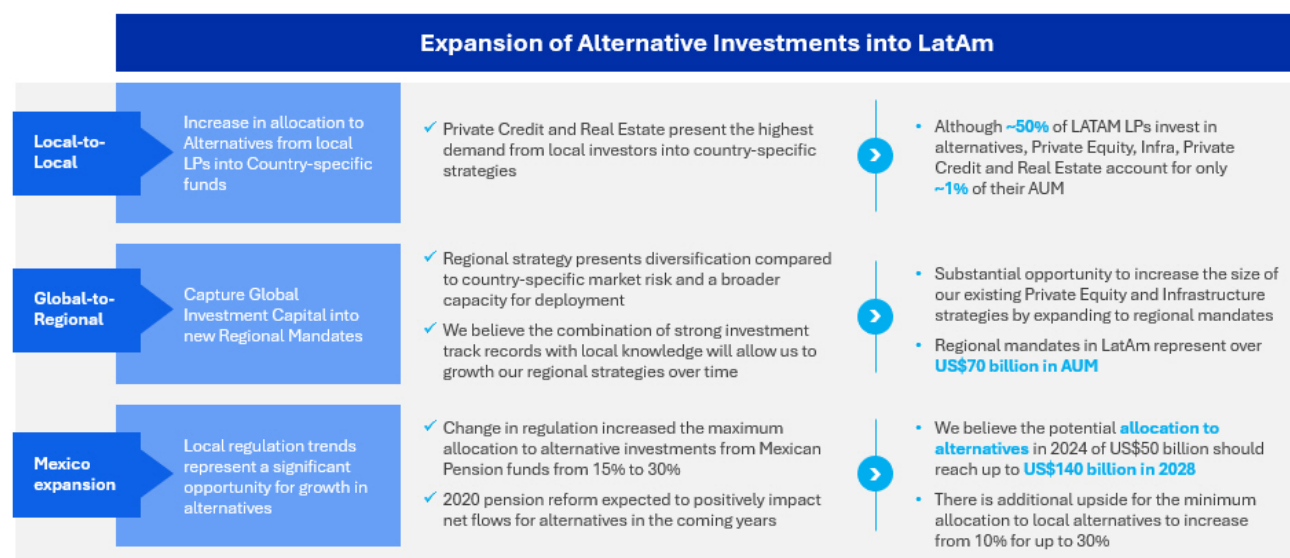 Expansion of Alternative Investments into LatAm
Local-to-
Local
Increase in allocation to
Alternatives from local
LPs into Country-specific
funds
✓ Private Credit and Real Estate present the highest
demand from local investors into country-specific
strategies
• Although ~50% of LATAM LPs invest in
alternatives, Private Equity, Infra, Private
Credit and Real Estate account for only
~1% of their AUM
Global-to-
Regional
Capture Global
Investment Capital into
new Regional Mandates
✓ Regional strategy presents diversification compared
to country-specific market risk and a broader
capacity for deployment
✓ We believe the combination of strong investment
track records with local knowledge will allow us to
growth our regional strategies over time
• Substantial opportunity to increase the size of
our existing Private Equity and Infrastructure
strategies by expanding to regional mandates
• Regional mandates in LatAm represent over
US$70 billion in AUM
Mexico
expansion
Local regulation trends
represent a significant
opportunity for growth in
alternatives
✓ Change in regulation increased the maximum
allocation to alternative investments from Mexican
Pension funds from 15% to 30%
✓ 2020 pension reform expected to positively impact
net flows for alternatives in the coming years
• We believe the potential allocation to
alternatives in 2024 of US$50 billion should
reach up to US$140 billion in 2028
• There is additional upside for the minimum
allocation to local alternatives to increase
from 10% for up to 30%